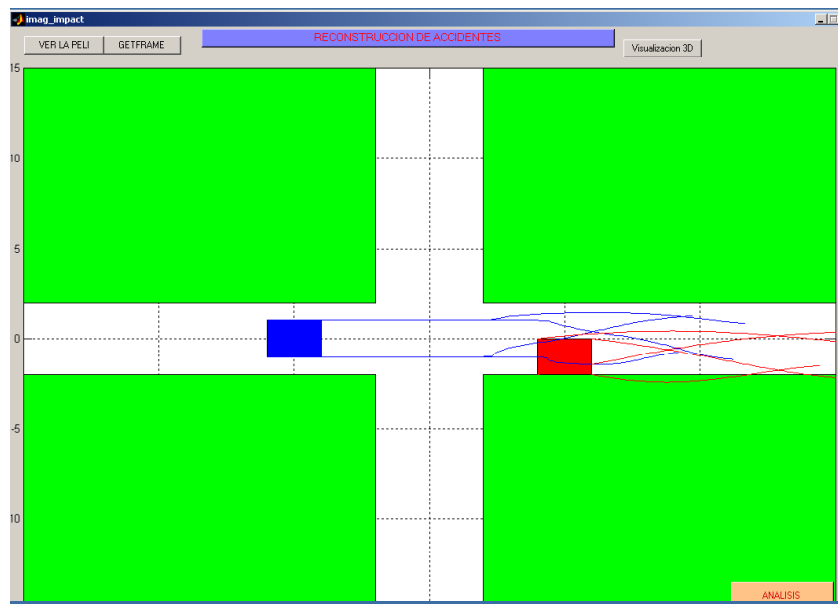 imag_impact
VER LA PELI GETFRAME RECONSTRUCCION DE ACCIDENTES Visualizacion 3D
15
10
5
0
-5
10
ANALISIS